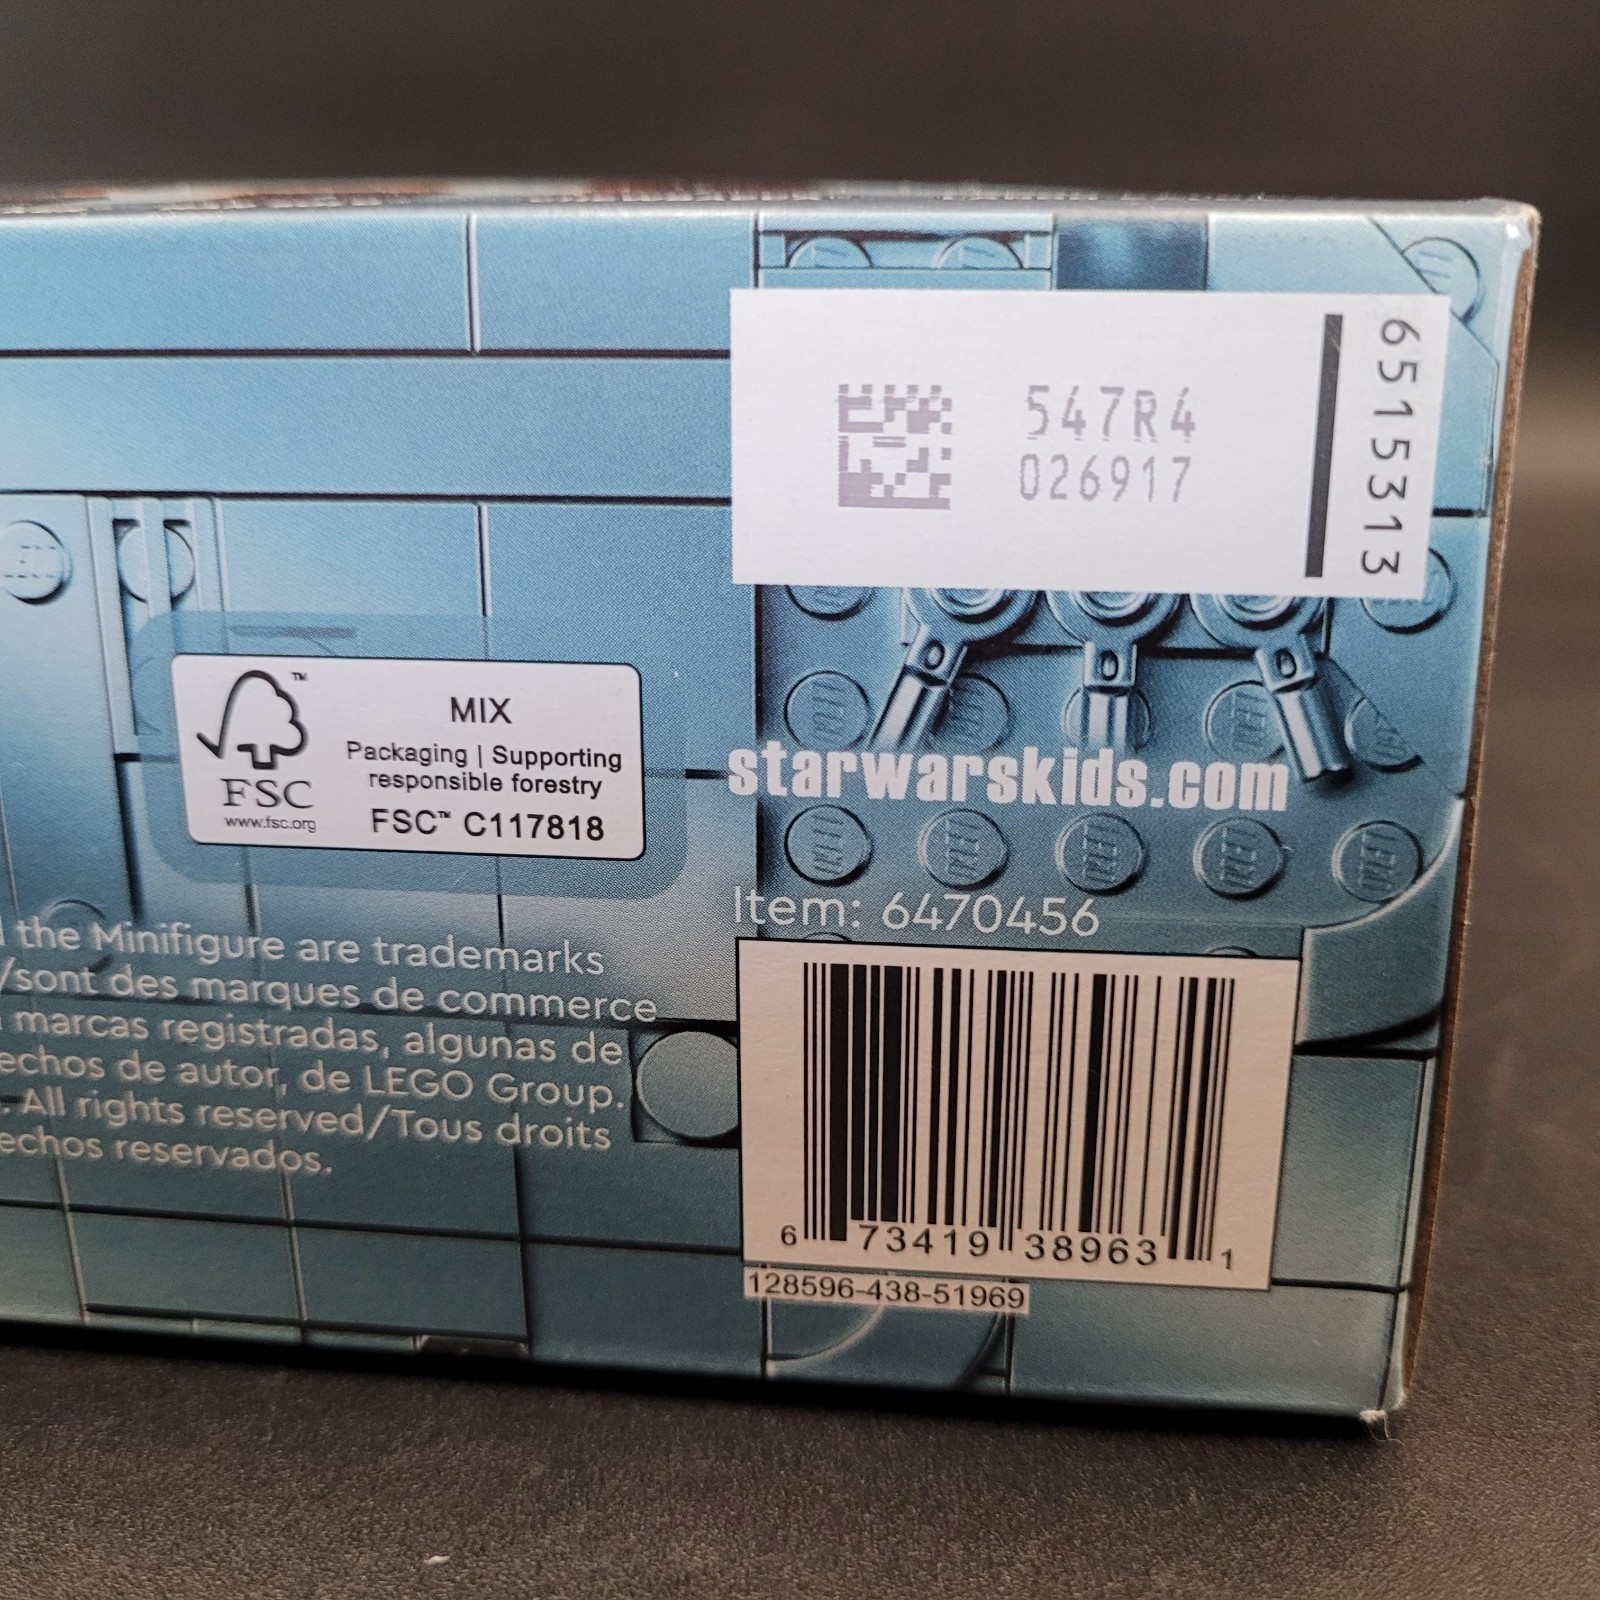 547R4
026917
6515313
MIX
Packaging | Supporting
responsible forestry
FSC™ C117818
™
FSC
www.fsc.org
starwarskids.com
Item: 6470456
the Minifigure are trademarks
/sont des marques de commerce
marcas registradas, algunas de
echos de autor, de LEGO Group.
. All rights reserved/Tous droits
echos reservados.
6 73419 38963 1
128596-438-51969